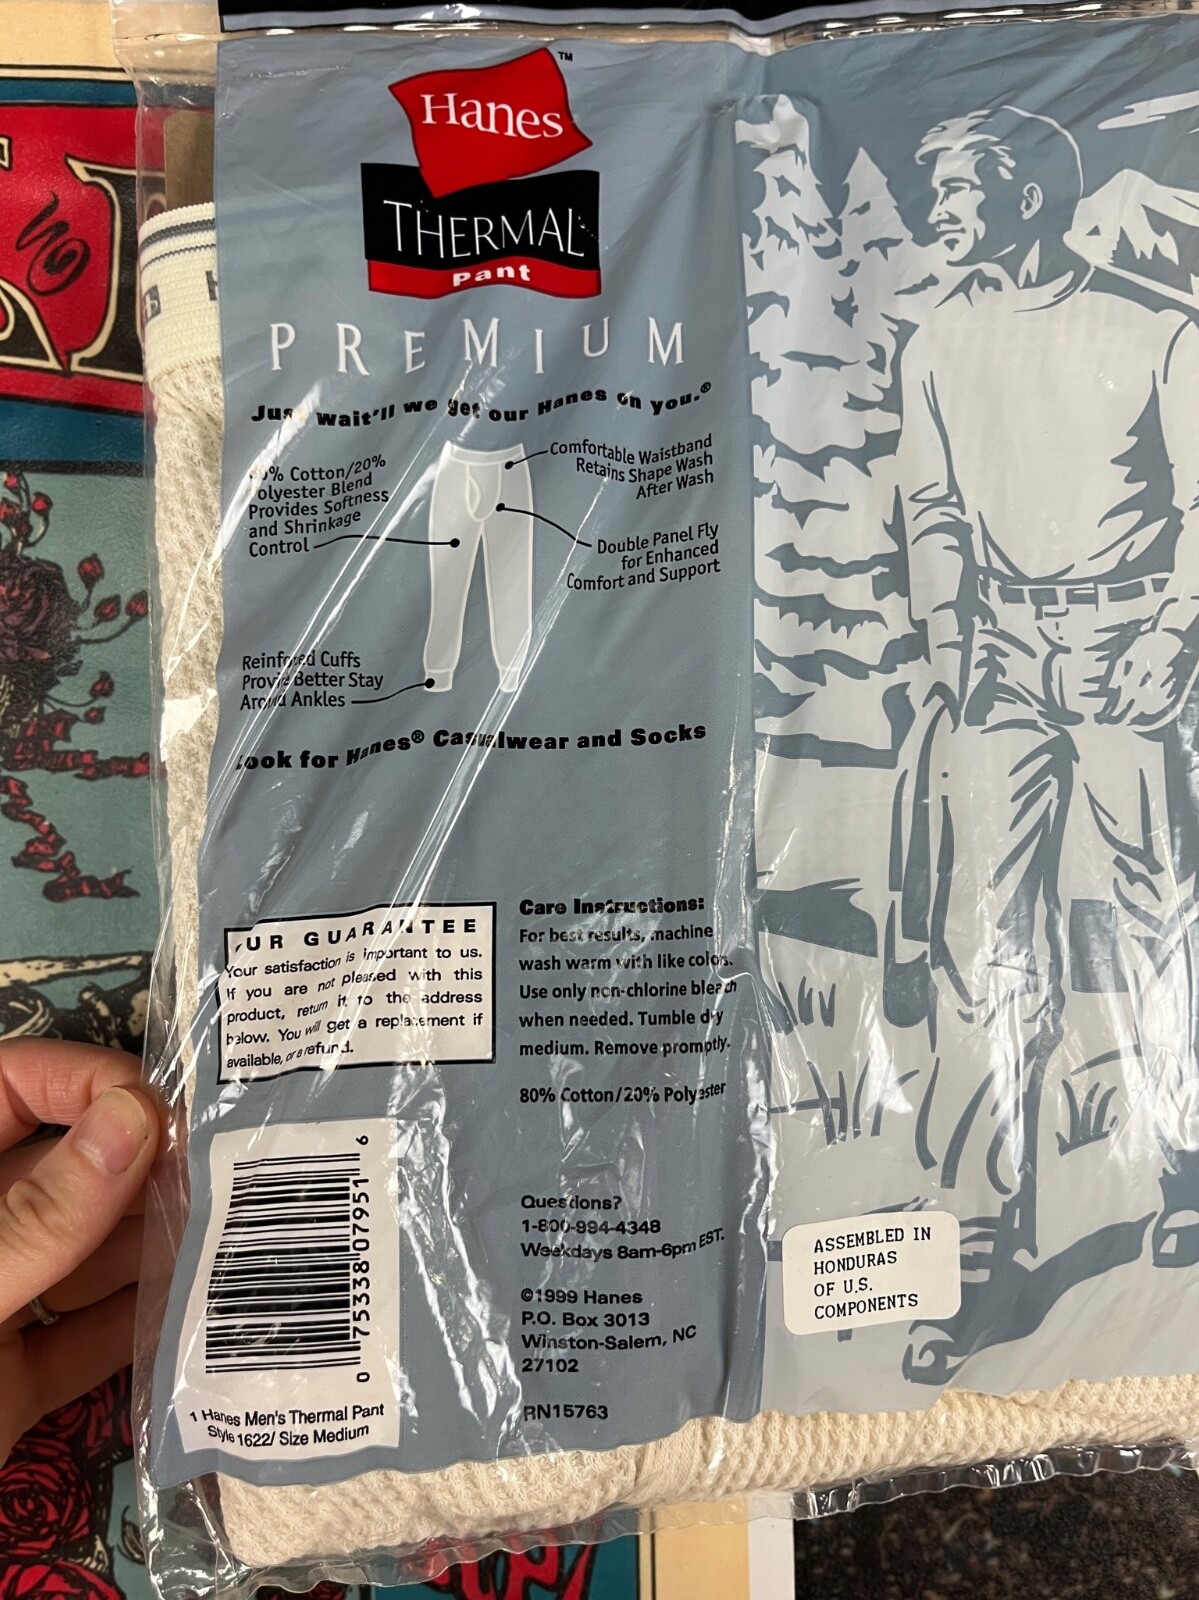 Hanes™
THERMAL
Pant
PREMIUM
Just wait'll we get our Hanes on you.®
80% Cotton/20%
Polyester Blend
Provides Softness
and Shrinkage
Control
Comfortable Waistband
Retains Shape Wash
After Wash
Double Panel Fly
for Enhanced
Comfort and Support
Reinforced Cuffs
Provide Better Stay
Around Ankles
Look for Hanes® Casualwear and Socks
OUR GUARANTEE
Your satisfaction is important to us.
If you are not pleased with this
product, return it to the address
below. You will get a replacement if
available, or a refund.
Care Instructions:
For best results, machine
wash warm with like colors.
Use only non-chlorine bleach
when needed. Tumble dry
medium. Remove promptly.
80% Cotton/20% Polyester
Questions?
1-800-994-4348
Weekdays 8am-6pm EST.
©1999 Hanes
P.O. Box 3013
Winston-Salem, NC
27102
RN15763
0 75338 07951 6
1 Hanes Men's Thermal Pant
Style 1622/ Size Medium
ASSEMBLED IN
HONDURAS
OF U.S.
COMPONENTS